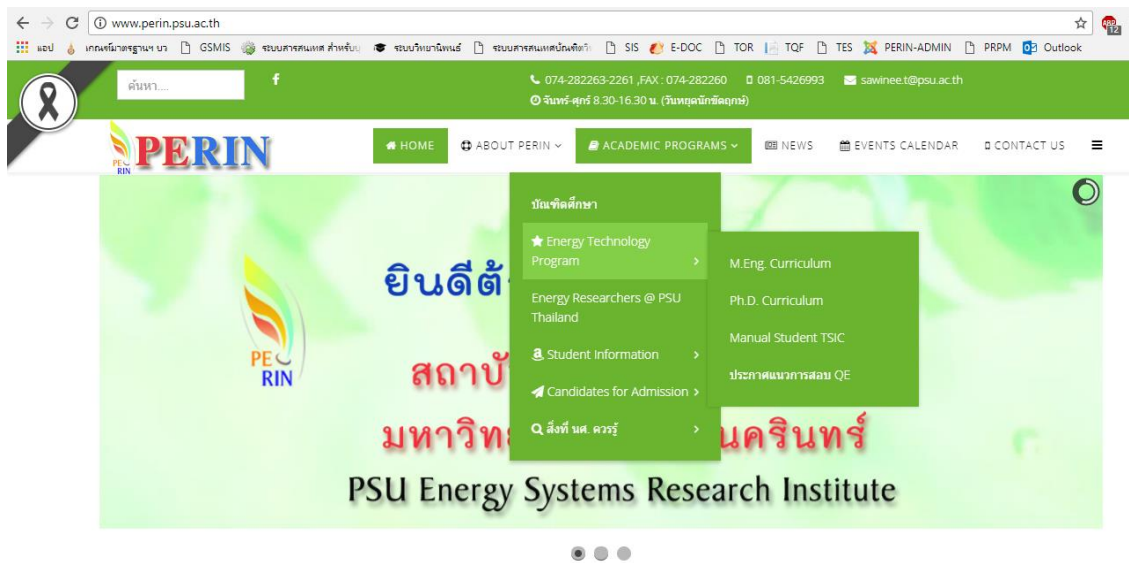 www.perin.psu.ac.th
แอป
GSMIS
SIS
E-DOC
TOR
TQF
TES
PERIN-ADMIN
PRPM
Outlook
ค้นหา....
074-282263-2261 ,FAX : 074-282260
081-5426993
sawinee.t@psu.ac.th
จันทร์-ศุกร์ 8.30-16.30 น. (วันหยุดนักขัตฤกษ์)
PERIN
PE
RIN
HOME
ABOUT PERIN
ACADEMIC PROGRAMS
NEWS
EVENTS CALENDAR
CONTACT US
บัณฑิตศึกษา
Energy Technology
Program
Energy Researchers @ PSU
Thailand
Student Information
Candidates for Admission
สิ่งที่ นศ. ควรรู้
M.Eng. Curriculum
Ph.D. Curriculum
Manual Student TSIC
ประกาศแนวการสอบ QE
PE
RIN
ยินดีต้
สถาบั
มหาวิท
นครินทร์
PSU Energy Systems Research Institute